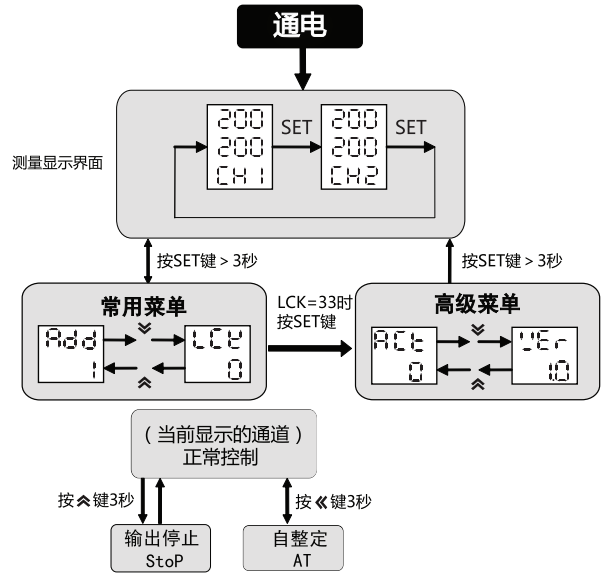 通电
200
200
CH1
SET
200
200
CH2
SET
测量显示界面
按SET键＞3秒
按SET键＞3秒
常用菜单
Add
1
LCK
0
LCK=33时
按SET键
高级菜单
ACt
0
VEr
1.0
（当前显示的通道）
正常控制
按键3秒
按键3秒
输出停止
StoP
自整定
AT